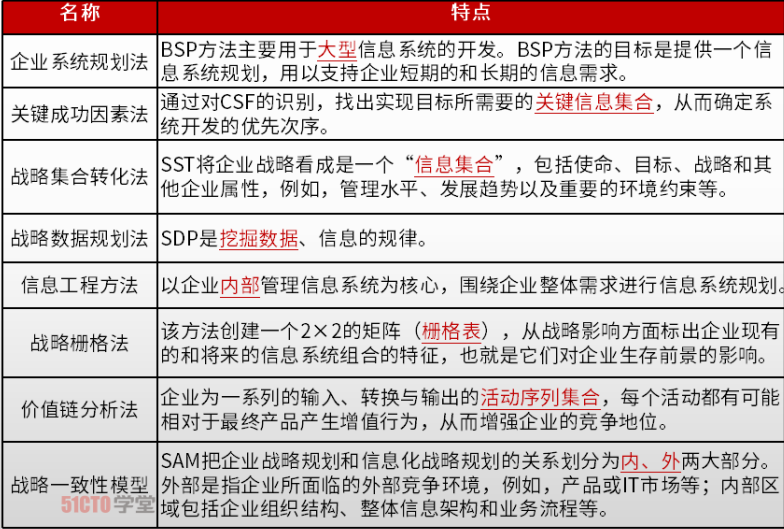 名称 特点
企业系统规划法
BSP方法主要用于大型信息系统的开发。BSP方法的目标是提供一个信
息系统规划，用以支持企业短期的和长期的信息需求。
关键成功因素法
通过对CSF的识别，找出实现目标所需要的关键信息集合，从而确定系
统开发的优先次序。
战略集合转化法
SST将企业战略看成是一个“信息集合”，包括使命、目标、战略和其
他企业属性，例如，管理水平、发展趋势以及重要的环境约束等。
战略数据规划法
SDP是挖掘数据、信息的规律。
信息工程方法
以企业内部管理信息系统为核心，围绕企业整体需求进行信息系统规划。
战略栅格法
该方法创建一个2×2的矩阵（栅格表），从战略影响方面标出企业现有
的和将来的信息系统组合的特征，也就是它们对企业生存前景的影响。
价值链分析法
企业为一系列的输入、转换与输出的活动序列集合，每个活动都有可能
相对于最终产品产生增值行为，从而增强企业的竞争地位。
战略一致性模型
SAM把企业战略规划和信息化战略规划的关系划分为内、外两大部分。
外部是指企业所面临的外部竞争环境，例如，产品或IT市场等；内部区
域包括企业组织结构、整体信息架构和业务流程等。
51CTO学堂